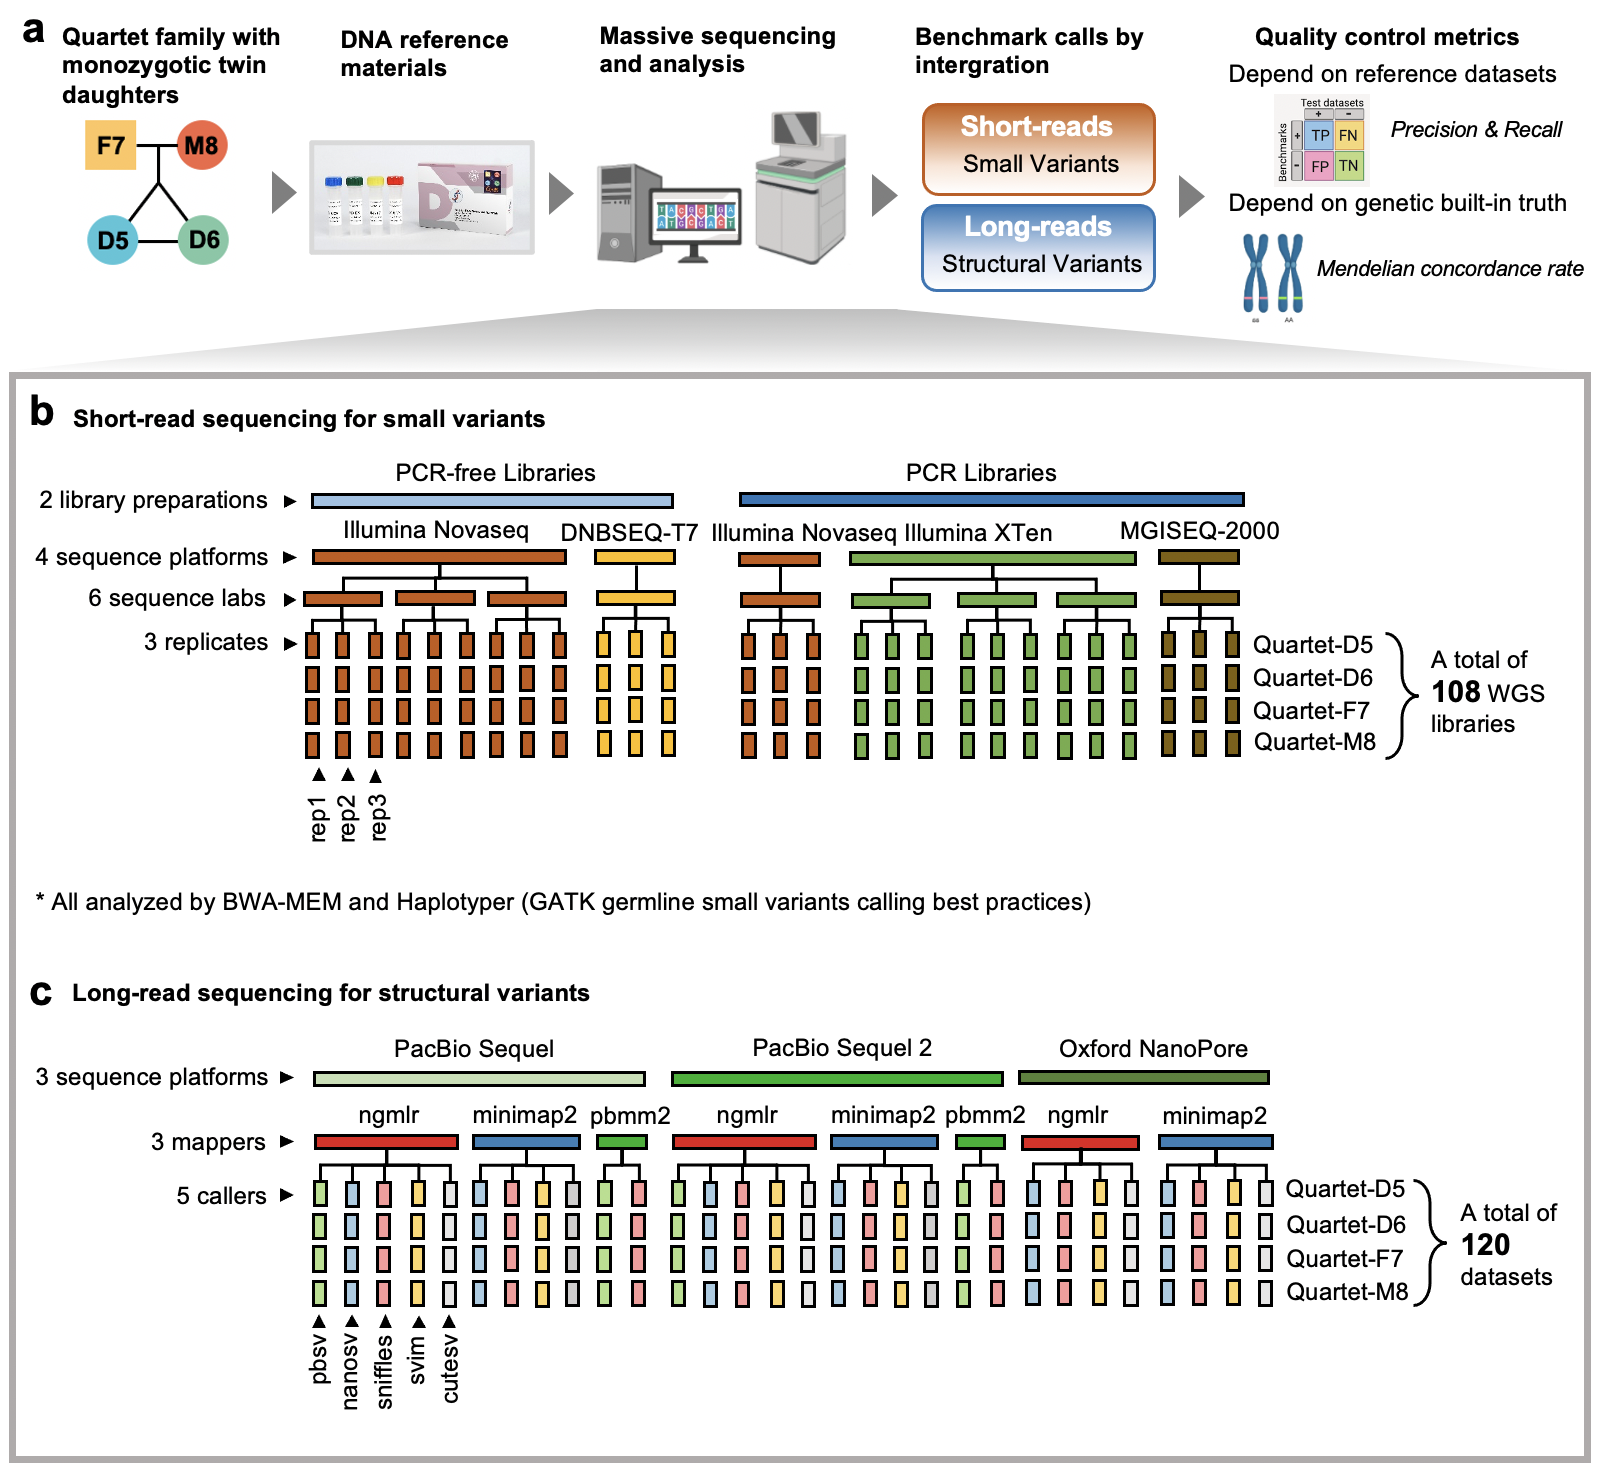 a
Quartet family with
monozygotic twin
daughters
F7
M8
D5
D6
DNA reference
materials
D
Massive sequencing
and analysis
TACGCTGA
ATGCGACT
Benchmark calls by
intergration
Short-reads
Small Variants
Long-reads
Structural Variants
Quality control metrics
Depend on reference datasets
Test datasets
+ -
Benchmarks
+ TP FN
- FP TN
Precision & Recall
Depend on genetic built-in truth
Mendelian concordance rate
aa AA
b Short-read sequencing for small variants
PCR-free Libraries PCR Libraries
2 library preparations
Illumina Novaseq DNBSEQ-T7 Illumina Novaseq Illumina XTen MGISEQ-2000
4 sequence platforms
6 sequence labs
3 replicates
Quartet-D5
Quartet-D6
Quartet-F7
Quartet-M8
A total of
108 WGS
libraries
rep1
rep2
rep3
* All analyzed by BWA-MEM and Haplotyper (GATK germline small variants calling best practices)
c Long-read sequencing for structural variants
PacBio Sequel PacBio Sequel 2 Oxford NanoPore
3 sequence platforms
ngmlr minimap2 pbmm2 ngmlr minimap2 pbmm2 ngmlr minimap2
3 mappers
5 callers
Quartet-D5
Quartet-D6
Quartet-F7
Quartet-M8
A total of
120
datasets
pbsv
nanosv
sniffles
svim
cutesv